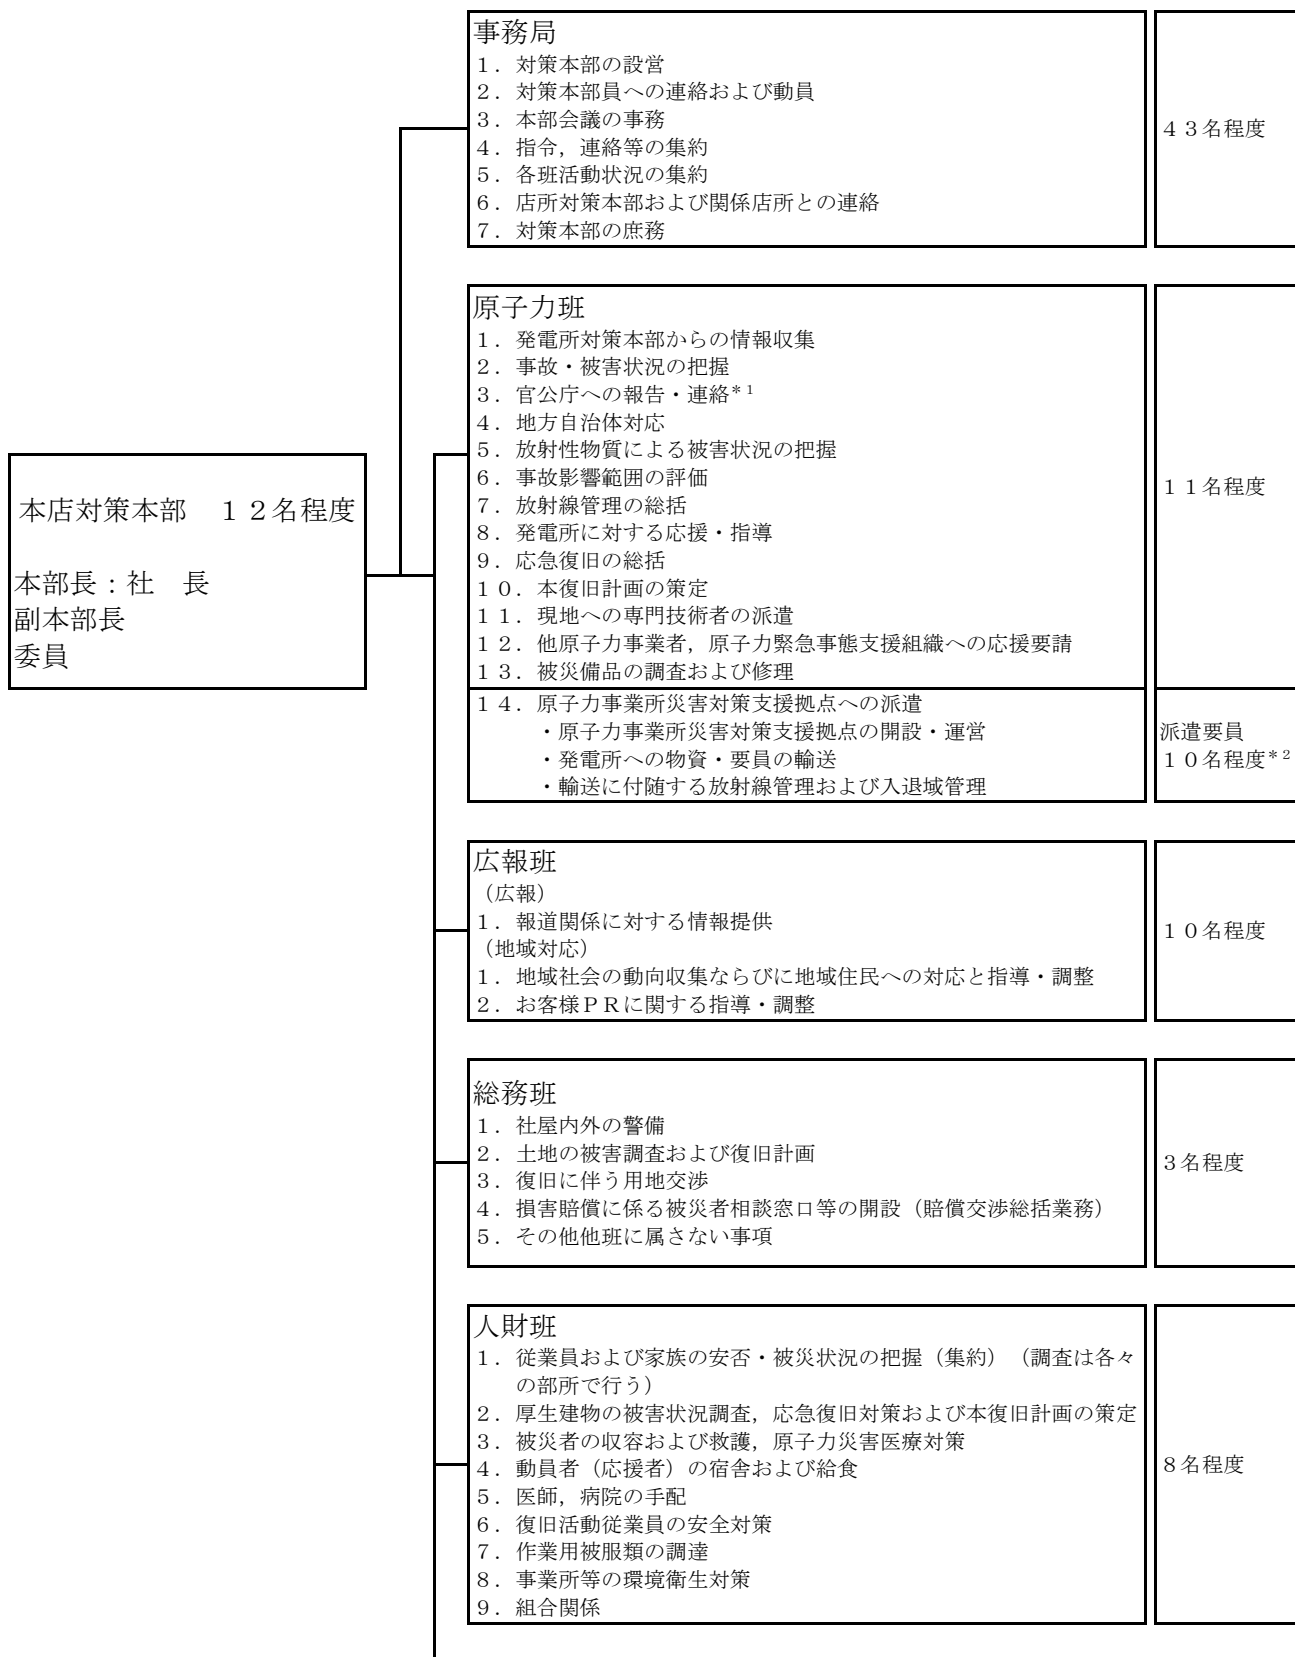 事務局
１．対策本部の設営
２．対策本部員への連絡および動員
３．本部会議の事務
４．指令，連絡等の集約
５．各班活動状況の集約
６．店所対策本部および関係店所との連絡
７．対策本部の庶務
４３名程度
原子力班
１．発電所対策本部からの情報収集
２．事故・被害状況の把握
３．官公庁への報告・連絡＊１
４．地方自治体対応
５．放射性物質による被害状況の把握
６．事故影響範囲の評価
７．放射線管理の総括
８．発電所に対する応援・指導
９．応急復旧の総括
１０．本復旧計画の策定
１１．現地への専門技術者の派遣
１２．他原子力事業者，原子力緊急事態支援組織への応援要請
１３．被災備品の調査および修理
１１名程度
１４．原子力事業所災害対策支援拠点への派遣
・原子力事業所災害対策支援拠点の開設・運営
・発電所への物資・要員の輸送
・輸送に付随する放射線管理および入退域管理
派遣要員
１０名程度＊２
本店対策本部　１２名程度
本部長：社　長
副本部長
委員
広報班
（広報）
１．報道関係に対する情報提供
（地域対応）
１．地域社会の動向収集ならびに地域住民への対応と指導・調整
２．お客様ＰＲに関する指導・調整
１０名程度
総務班
１．社屋内外の警備
２．土地の被害調査および復旧計画
３．復旧に伴う用地交渉
４．損害賠償に係る被災者相談窓口等の開設（賠償交渉総括業務）
５．その他他班に属さない事項
３名程度
人財班
１．従業員および家族の安否・被災状況の把握（集約）（調査は各々
の部所で行う）
２．厚生建物の被害状況調査，応急復旧対策および本復旧計画の策定
３．被災者の収容および救護，原子力災害医療対策
４．動員者（応援者）の宿舎および給食
５．医師，病院の手配
６．復旧活動従業員の安全対策
７．作業用被服類の調達
８．事業所等の環境衛生対策
９．組合関係
８名程度